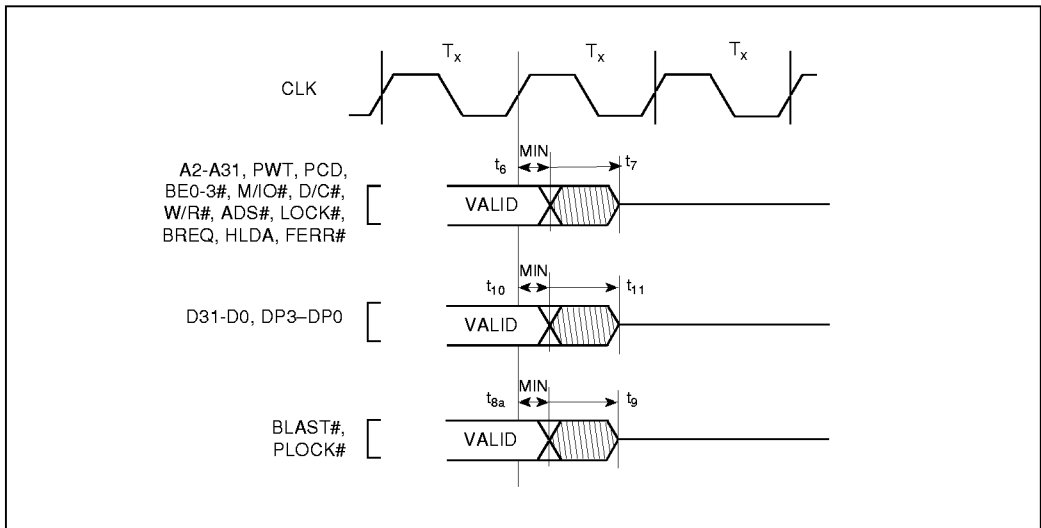 Tx Tx Tx
CLK
MIN
t6 t7
A2-A31, PWT, PCD,
BE0-3#, M/IO#, D/C#,
W/R#, ADS#, LOCK#,
BREQ, HLDA, FERR#
VALID
MIN
t10 t11
D31-D0, DP3–DP0
VALID
MIN
t8a t9
BLAST#,
PLOCK#
VALID